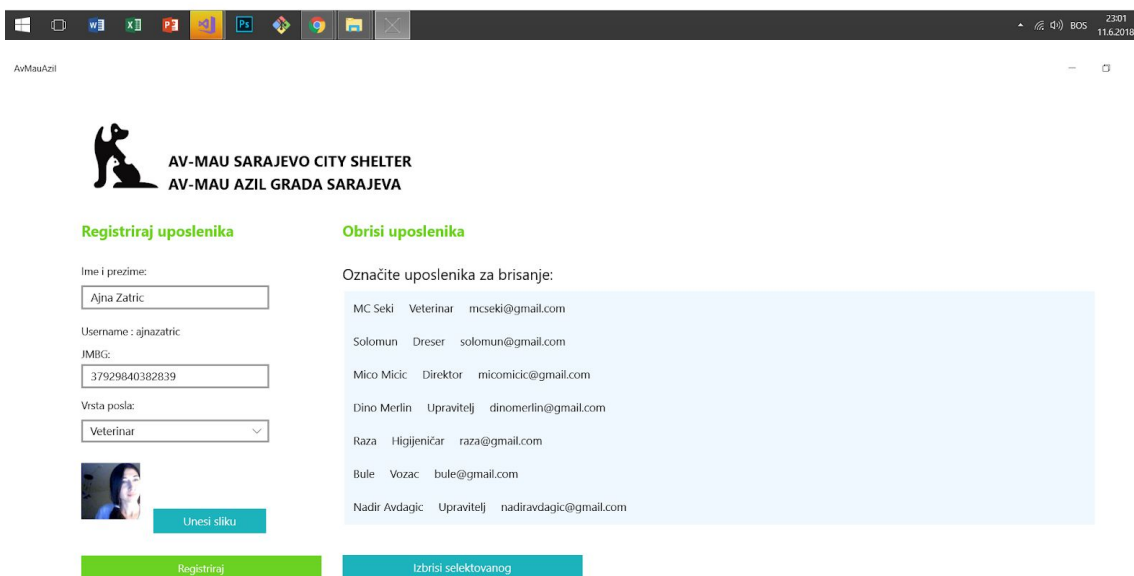 23:01
BOS
11.6.2018
AvMauAzil
AV-MAU SARAJEVO CITY SHELTER
AV-MAU AZIL GRADA SARAJEVA
Registriraj uposlenika
Ime i prezime:
Ajna Zatric
Username : ajnazatric
JMBG:
37929840382839
Vrsta posla:
Veterinar
Unesi sliku
Registriraj
Obrisi uposlenika
Označite uposlenika za brisanje:
MC Seki Veterinar mcseki@gmail.com
Solomun Dreser solomun@gmail.com
Mico Micic Direktor micomicic@gmail.com
Dino Merlin Upravitelj dinomerlin@gmail.com
Raza Higijeničar raza@gmail.com
Bule Vozac bule@gmail.com
Nadir Avdagic Upravitelj nadiravdagic@gmail.com
Izbrisi selektovanog